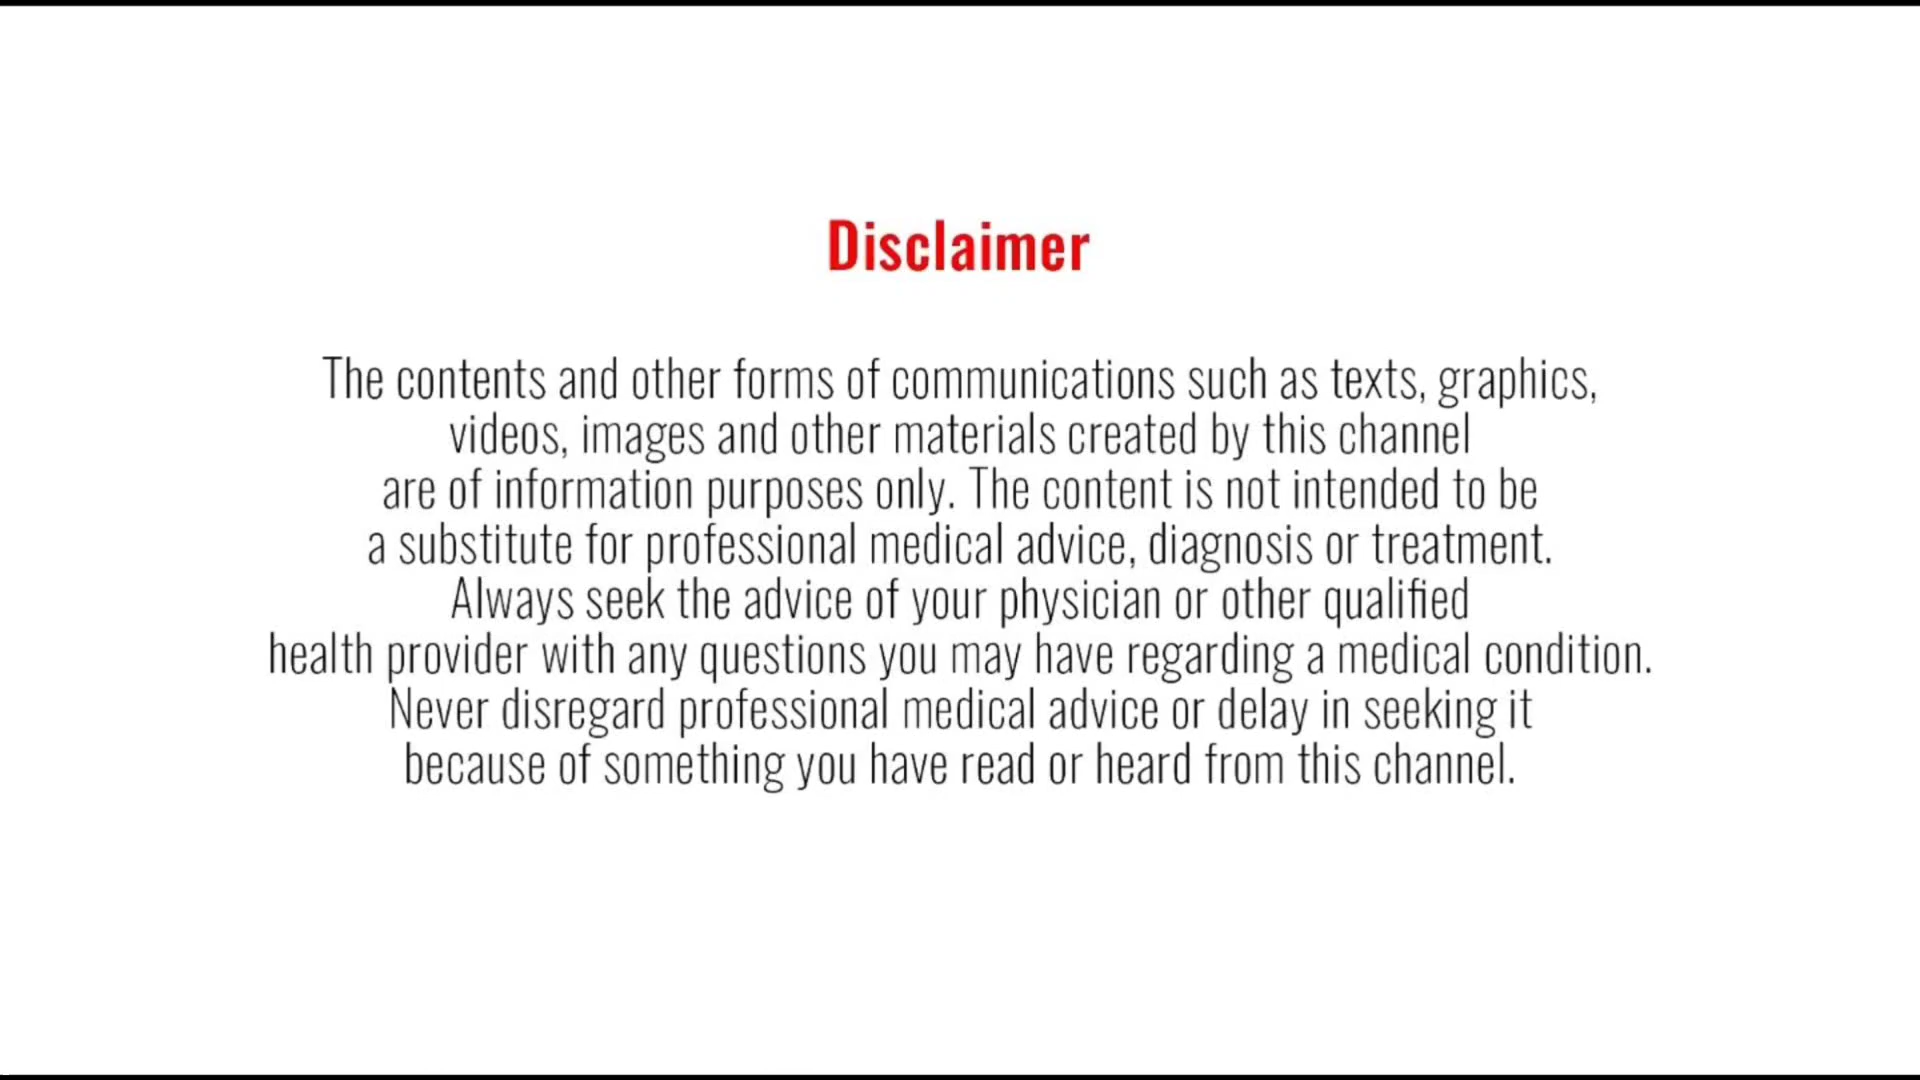 Disclaimer
The contents and other forms of communications such as texts, graphics,
videos, images and other materials created by this channel
are of information purposes only. The content is not intended to be
a substitute for professional medical advice, diagnosis or treatment.
Always seek the advice of your physician or other qualified
health provider with any questions you may have regarding a medical condition.
Never disregard professional medical advice or delay in seeking it
because of something you have read or heard from this channel.